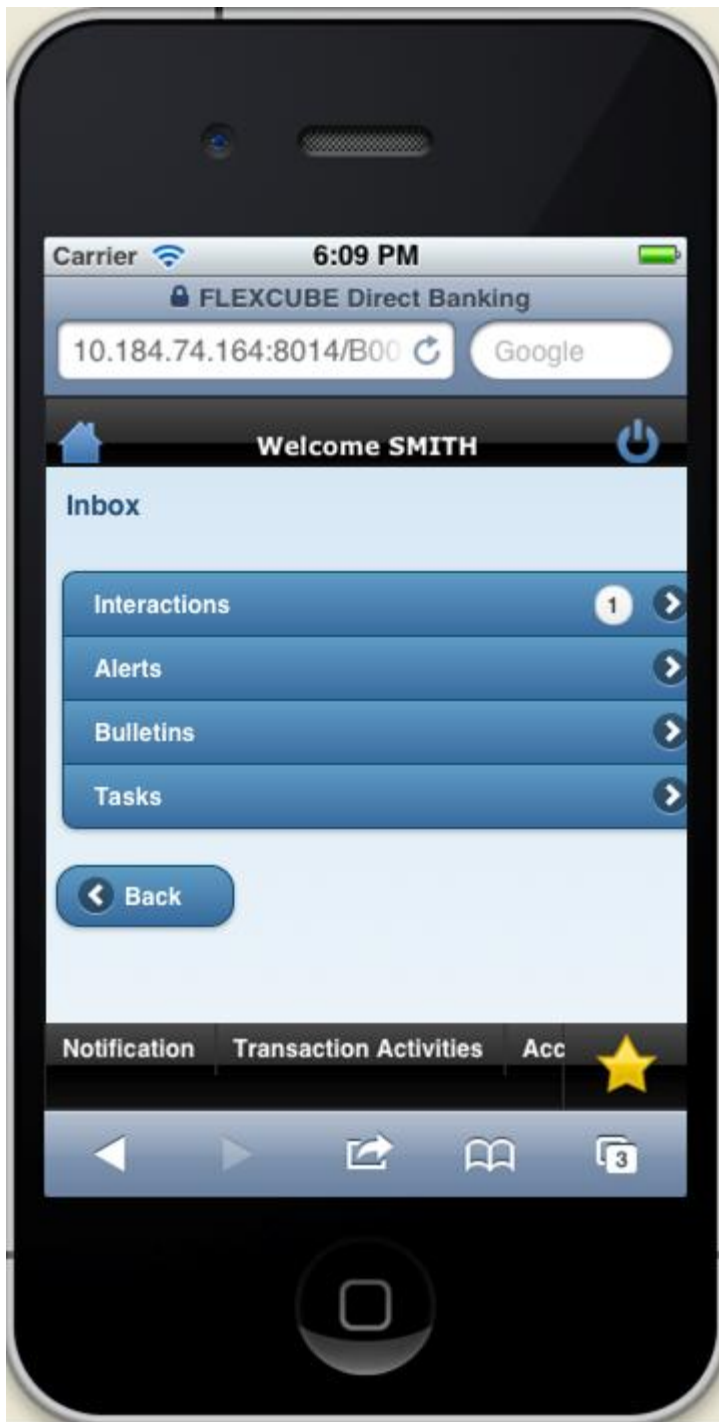 Carrier 6:09 PM
FLEXCUBE Direct Banking
10.184.74.164:8014/B00 Google
Welcome SMITH
Inbox
Interactions 1
Alerts
Bulletins
Tasks
Back
Notification Transaction Activities Acc
3